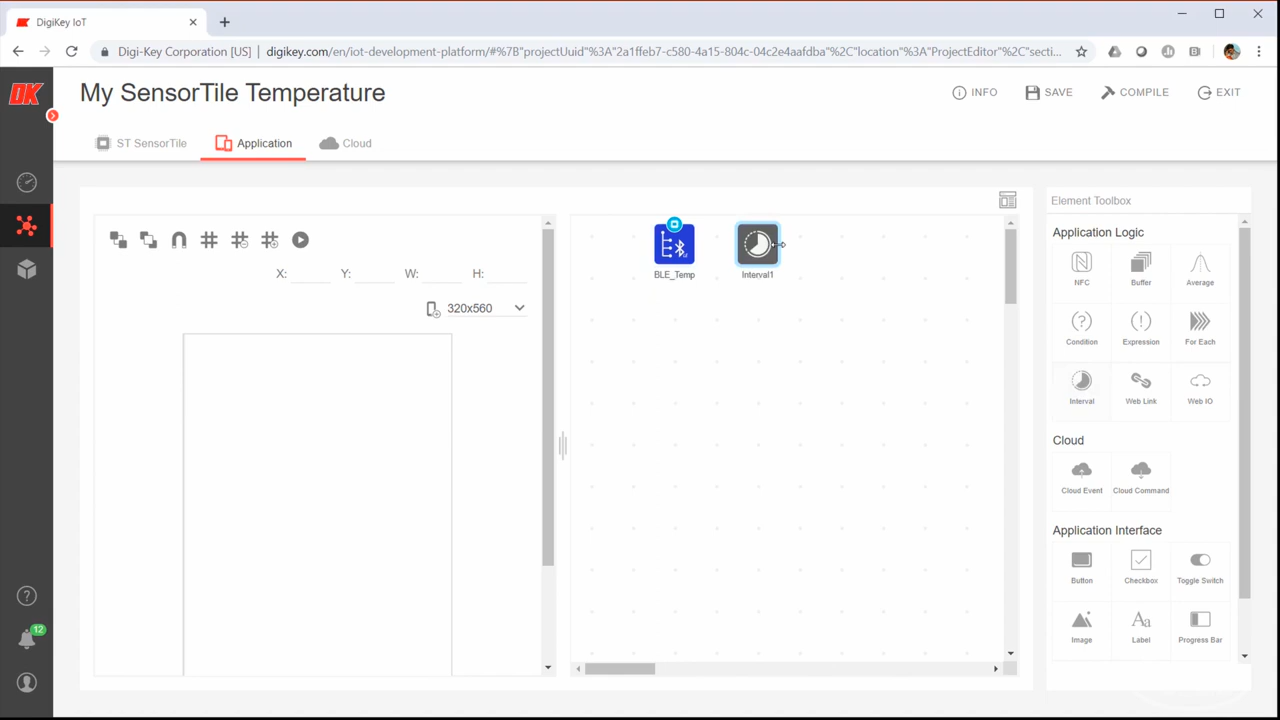 DigiKey IoT
Digi-Key Corporation [US] | digikey.com/en/iot-development-platform/#%7B"projectUuid"%3A"2a1ffeb7-c580-4a15-804c-04c2e4aafdba"%2C"location"%3A"ProjectEditor"%2C"secti...
DK
My SensorTile Temperature
INFO
SAVE
COMPILE
EXIT
ST SensorTile
Application
Cloud
X:
Y:
W:
H:
320x560
BLE_Temp
Interval1
Element Toolbox
Application Logic
NFC
Buffer
Average
Condition
Expression
For Each
Interval
Web Link
Web IO
Cloud
Cloud Event
Cloud Command
Application Interface
Button
Checkbox
Toggle Switch
Aa
Image
Label
Progress Bar
12